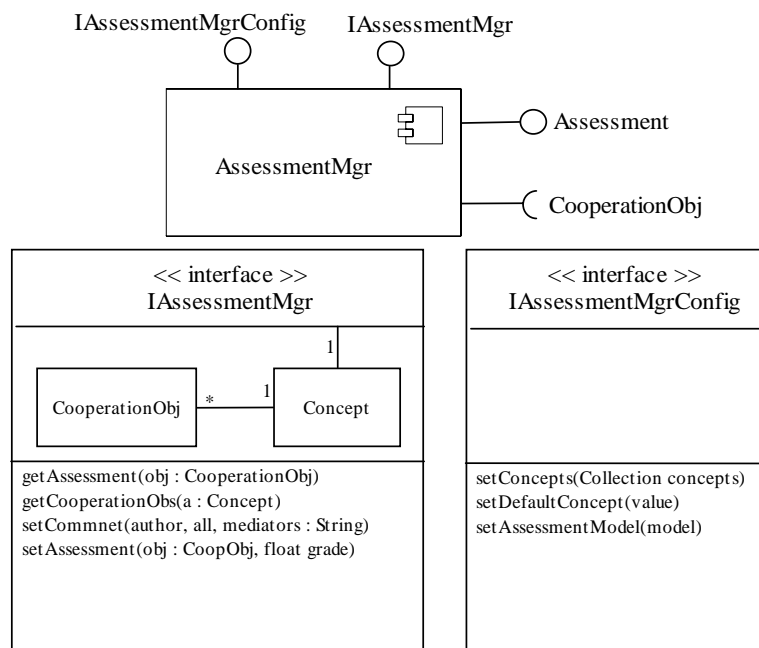 IAssessmentMgrConfig
IAssessmentMgr
Assessment
AssessmentMgr
CooperationObj
<< interface >>
IAssessmentMgr
1
CooperationObj
*
1
Concept
getAssessment(obj : CooperationObj)
getCooperationObs(a : Concept)
setCommnet(author, all, mediators : String)
setAssessment(obj : CoopObj, float grade)
<< interface >>
IAssessmentMgrConfig
setConcepts(Collection concepts)
setDefaultConcept(value)
setAssessmentModel(model)